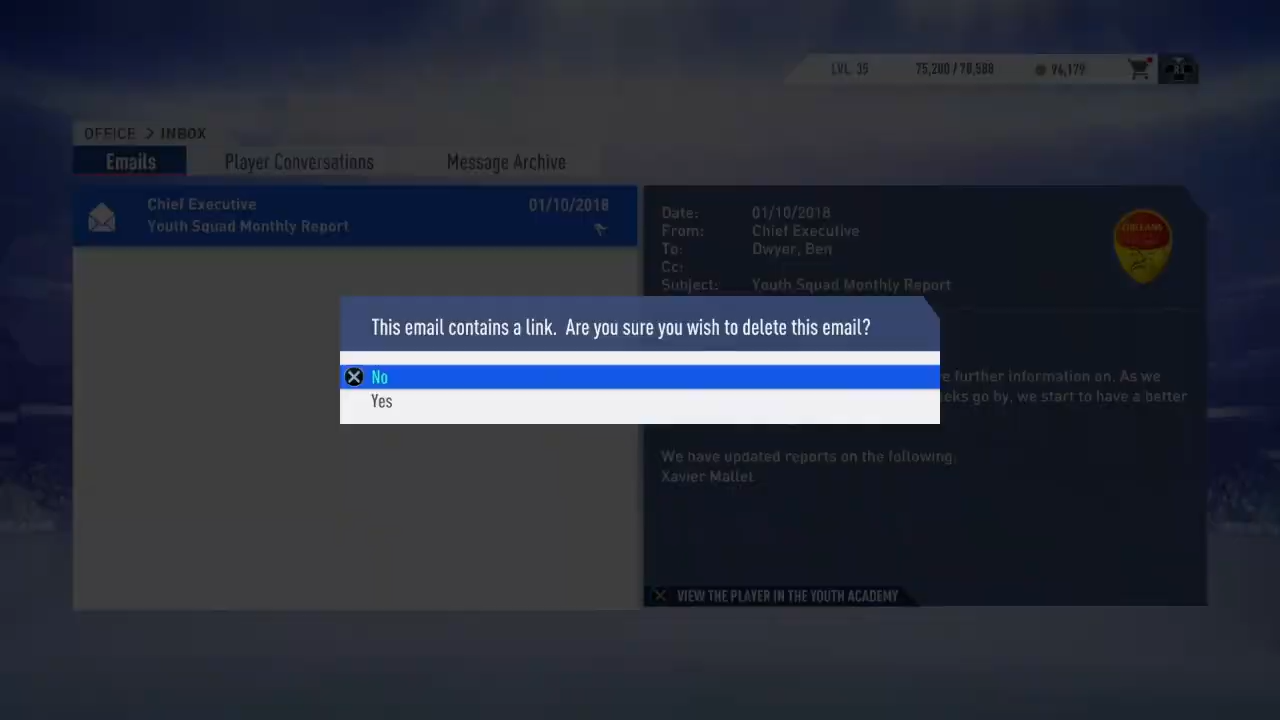 LVL. 35 75,200 / 78,588 96,179
OFFICE > INBOX
Emails Player Conversations Message Archive
Chief Executive 01/10/2018
Youth Squad Monthly Report
Date: 01/10/2018
From: Chief Executive
To: Dwyer, Ben
Cc:
Subject: Youth Squad Monthly Report
ORLEANS
This email contains a link.  Are you sure you wish to delete this email?
No
Yes
further information on. As we
go by, we start to have a better
We have updated reports on the following:
Xavier Mallet
VIEW THE PLAYER IN THE YOUTH ACADEMY